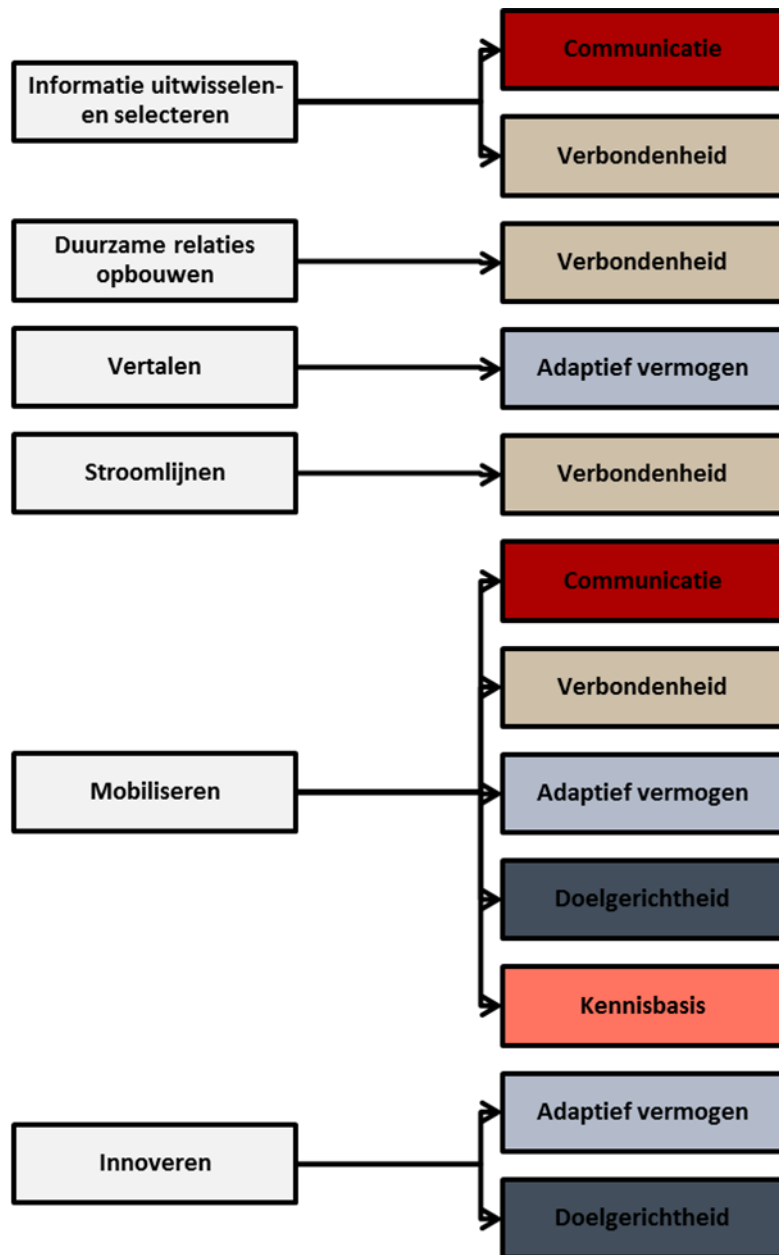 Informatie uitwisselen-
en selecteren
Communicatie
Verbondenheid
Duurzame relaties
opbouwen
Verbondenheid
Vertalen
Adaptief vermogen
Stroomlijnen
Verbondenheid
Mobiliseren
Communicatie
Verbondenheid
Adaptief vermogen
Doelgerichtheid
Kennisbasis
Innoveren
Adaptief vermogen
Doelgerichtheid